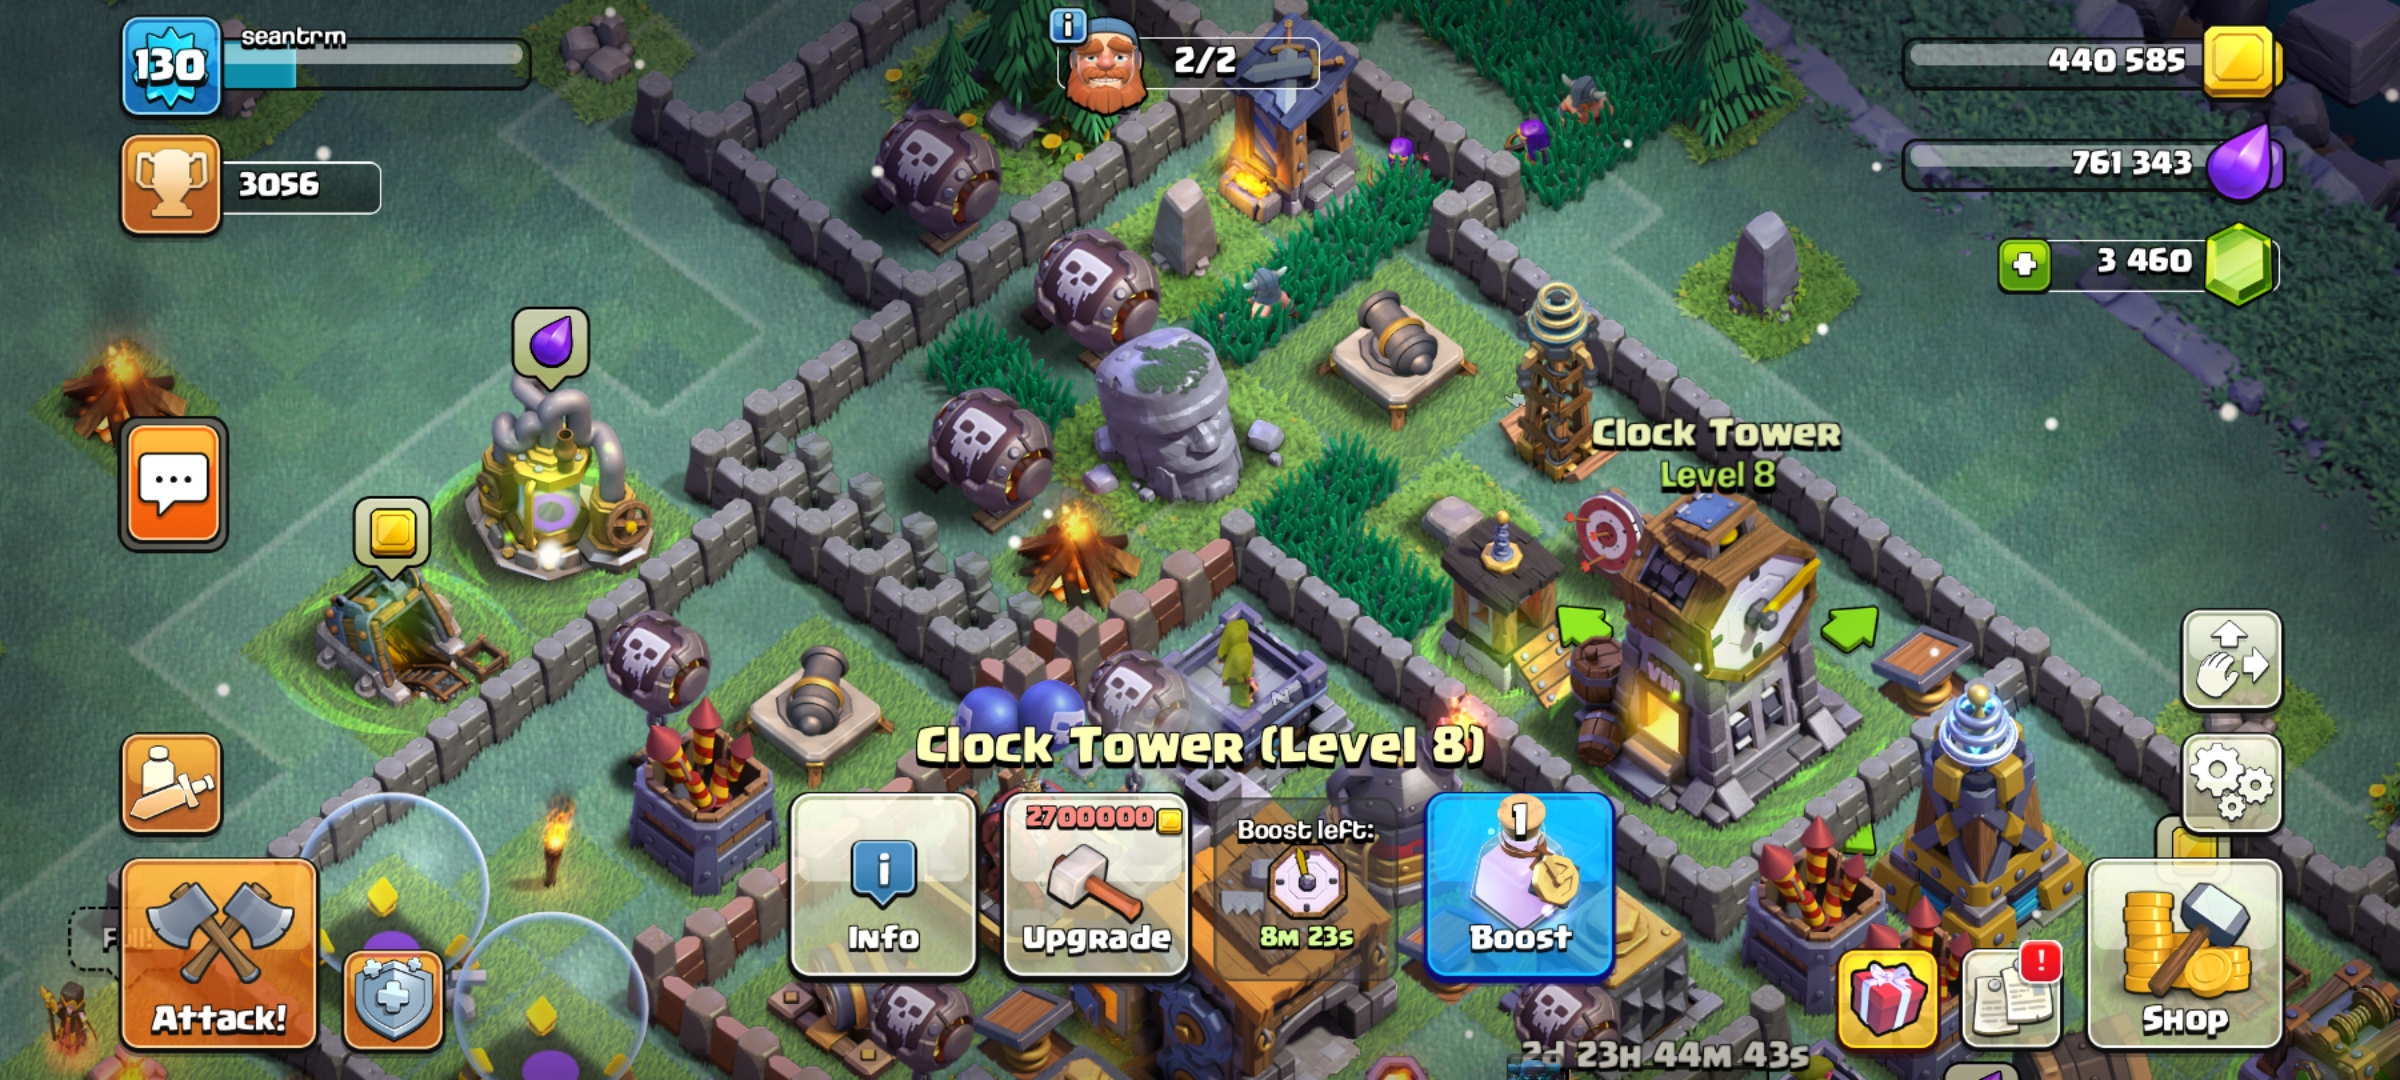 130
seantrm
2/2
440 585
3056
761 343
3 460
Clock Tower
Level 8
VIII
Clock Tower (Level 8)
2700000
Boost left:
1
Info
Upgrade
8m 23s
Boost
Attack!
!
Shop
2d 23h 44m 43s